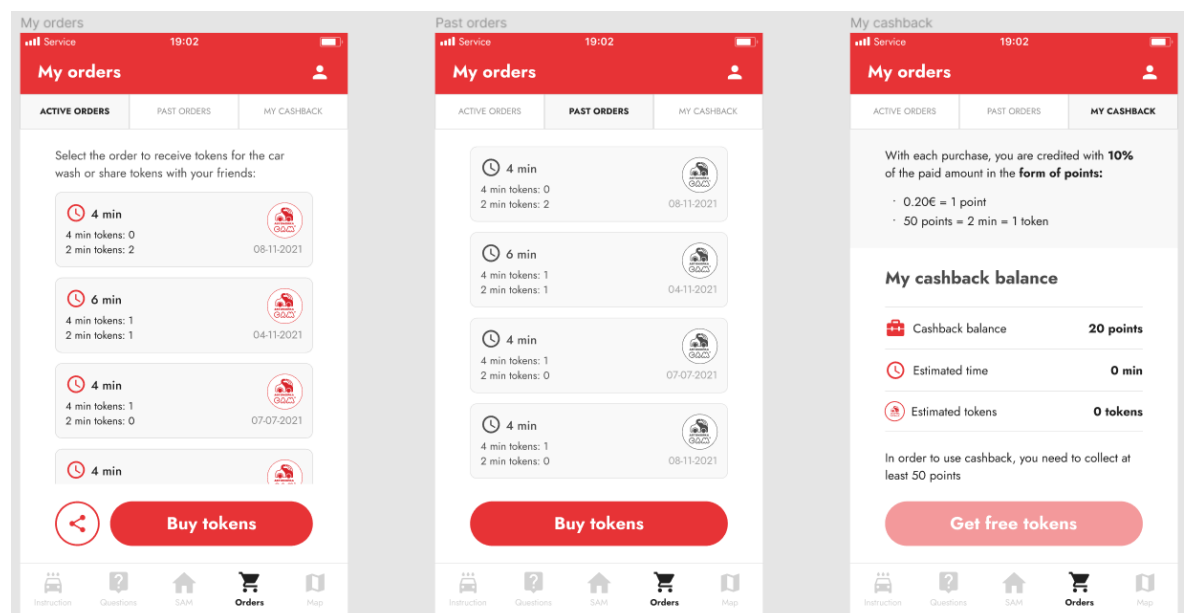 My orders
Service 19:02
My orders
ACTIVE ORDERS PAST ORDERS MY CASHBACK
Select the order to receive tokens for the car
wash or share tokens with your friends:
4 min
4 min tokens: 0
2 min tokens: 2
08-11-2021
6 min
4 min tokens: 1
2 min tokens: 1
04-11-2021
4 min
4 min tokens: 1
2 min tokens: 0
07-07-2021
4 min
Buy tokens
Instruction Questions SAM Orders Map
Past orders
Service 19:02
My orders
ACTIVE ORDERS PAST ORDERS MY CASHBACK
4 min
4 min tokens: 0
2 min tokens: 2
08-11-2021
6 min
4 min tokens: 1
2 min tokens: 1
04-11-2021
4 min
4 min tokens: 1
2 min tokens: 0
07-07-2021
4 min
4 min tokens: 1
2 min tokens: 0
08-11-2021
Buy tokens
Instruction Questions SAM Orders Map
My cashback
Service 19:02
My orders
ACTIVE ORDERS PAST ORDERS MY CASHBACK
With each purchase, you are credited with 10%
of the paid amount in the form of points:
· 0.20€ = 1 point
· 50 points = 2 min = 1 token
My cashback balance
Cashback balance 20 points
Estimated time 0 min
Estimated tokens 0 tokens
In order to use cashback, you need to collect at
least 50 points
Get free tokens
Instruction Questions SAM Orders Map